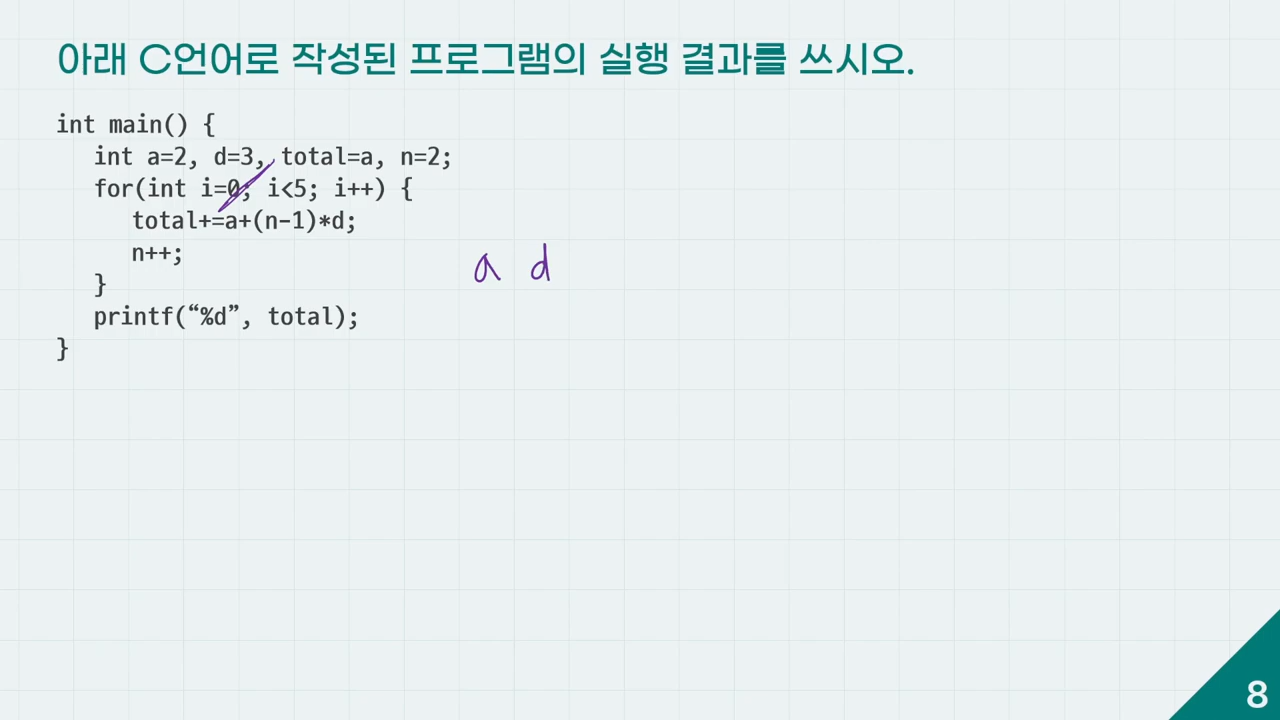 아래 C언어로 작성된 프로그램의 실행 결과를 쓰시오.
int main() {
int a=2, d=3, total=a, n=2;
for(int i=0; i<5; i++) {
total+=a+(n-1)*d;
n++;
}
printf(“%d”, total);
}
a d
8